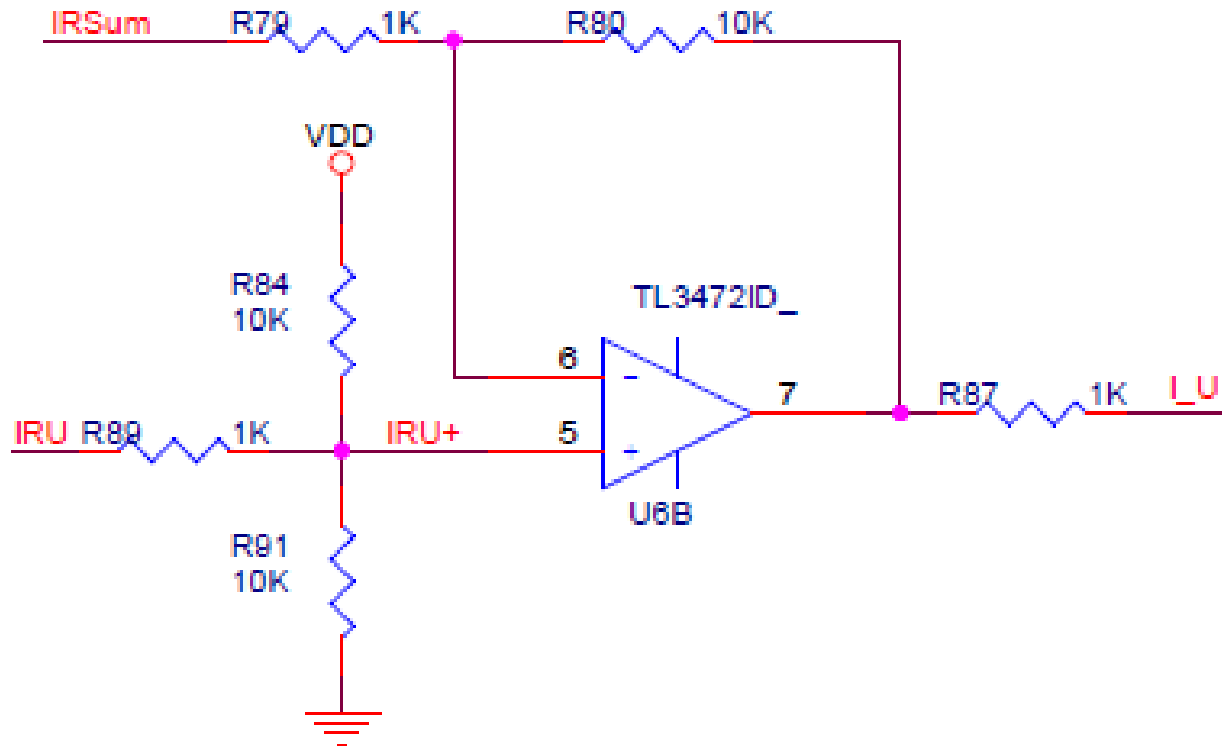 IRSum R79 1K R80 10K
VDD
R84
10K
TL3472ID_
6
-
7
R87 1K I_U
IRU R89 1K IRU+ 5
+
U6B
R91
10K